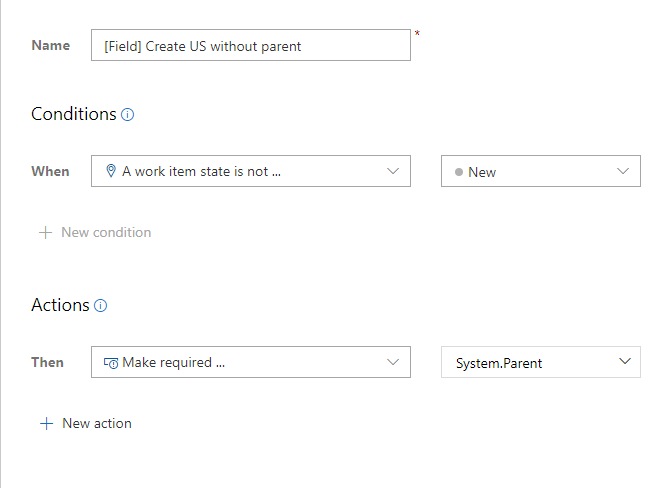 Name [Field] Create US without parent *
Conditions
When A work item state is not ... New
+ New condition
Actions
Then Make required ... System.Parent
+ New action